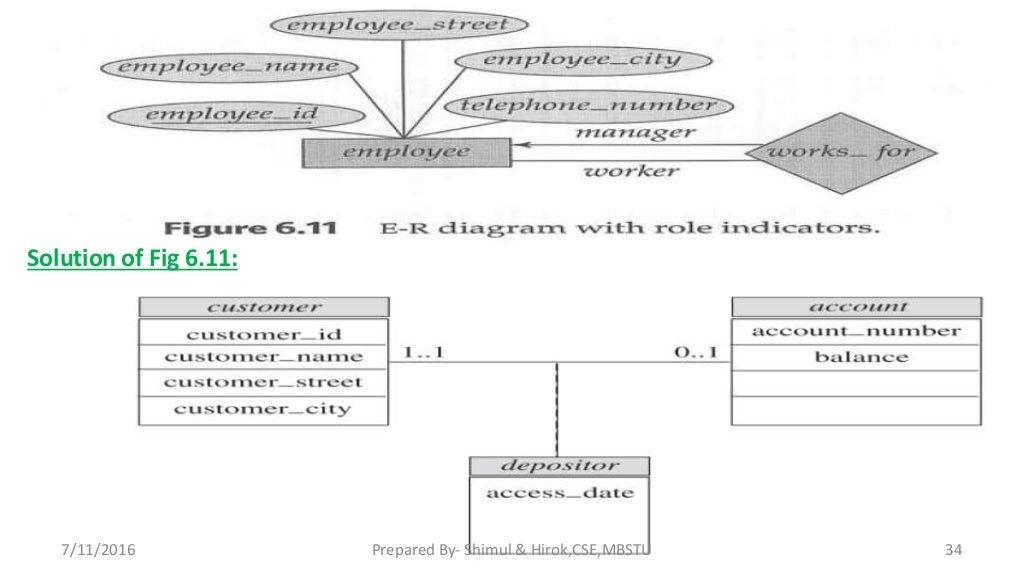 employee_street
employee_name
employee_city
employee_id
telephone_number
manager
employee
works_ for
worker
Figure 6.11 E-R diagram with role indicators.
Solution of Fig 6.11:
customer
account
customer_id
account_number
customer_name
1..1
0..1
balance
customer_street
customer_city
depositor
access_date
7/11/2016
Prepared By- Shimul & Hirok,CSE,MBSTU
34